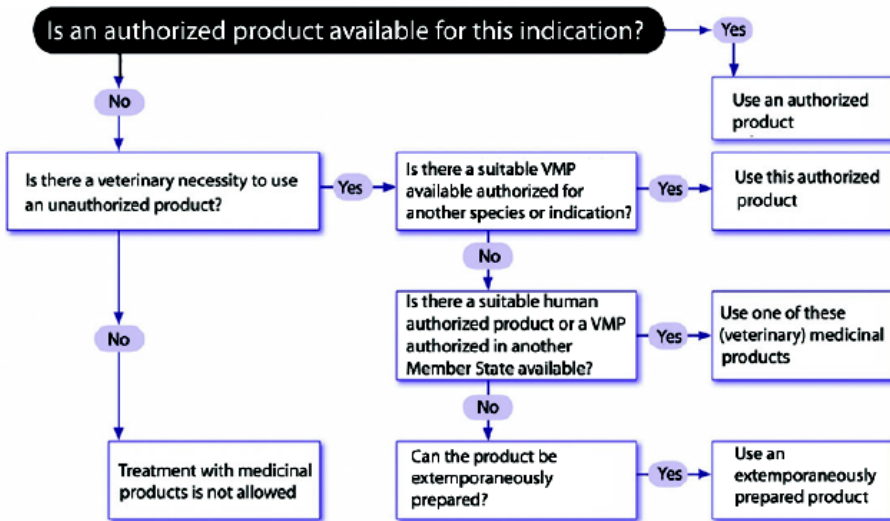 Is an authorized product available for this indication?
Yes
No
Use an authorized
product
Is there a veterinary necessity to use
an unauthorized product?
Yes
Is there a suitable VMP
available authorized for
another species or indication?
Yes
Use this authorized
product
No
No
Is there a suitable human
authorized product or a VMP
authorized in another
Member State available?
Yes
Use one of these
(veterinary) medicinal
products
No
Treatment with medicinal
products is not allowed
Can the product be
extemporaneously
prepared?
Yes
Use an
extemporaneously
prepared product